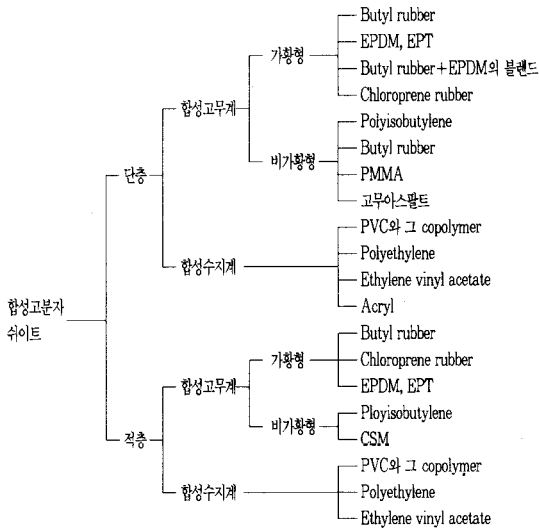 Butyl rubber
가황형
EPDM, EPT
Butyl rubber+EPDM의 블랜드
합성고무계
Chloroprene rubber
Polyisobutylene
비가황형
Butyl rubber
단층
PMMA
고무아스팔트
PVC와 그 copolymer
합성수지계
Polyethylene
Ethylene vinyl acetate
Acryl
합성고분자
쉬이트
Butyl rubber
가황형
Chloroprene rubber
합성고무계
EPDM, EPT
비가황형
Ployisobutylene
적층
CSM
PVC와 그 copolymer
합성수지계
Polyethylene
Ethylene vinyl acetate